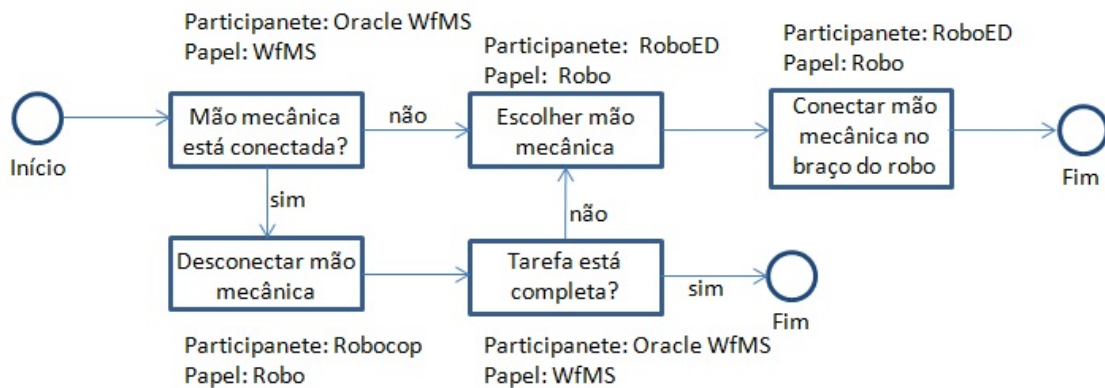 Participanete: Oracle WfMS
Papel: WfMS
Participanete: RoboED
Papel: Robo
Participanete: RoboED
Papel: Robo
Início
Mão mecânica
está conectada?
não
Escolher mão
mecânica
Conectar mão
mecânica no
braço do robo
Fim
sim
não
Desconectar mão
mecânica
Tarefa está
completa?
sim
Fim
Participanete: Robocop
Papel: Robo
Participanete: Oracle WfMS
Papel: WfMS